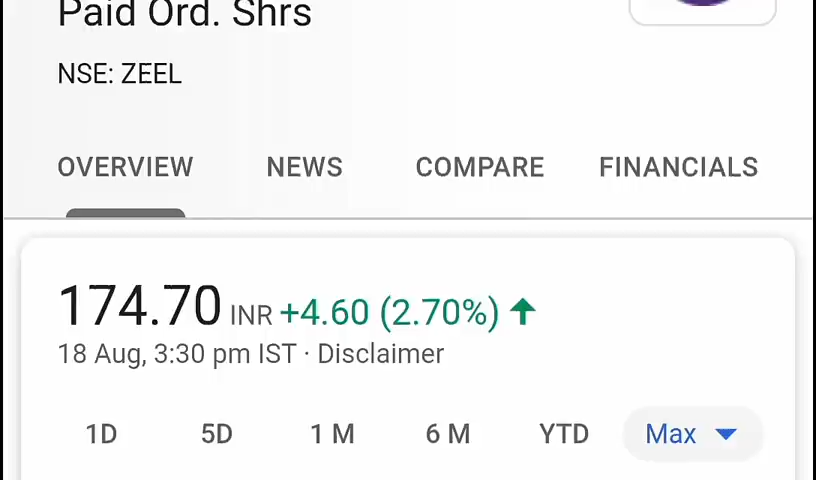 Paid Ord. Shrs
NSE: ZEEL
OVERVIEW NEWS COMPARE FINANCIALS
174.70 INR +4.60 (2.70%) ↑
18 Aug, 3:30 pm IST · Disclaimer
1D 5D 1 M 6 M YTD Max